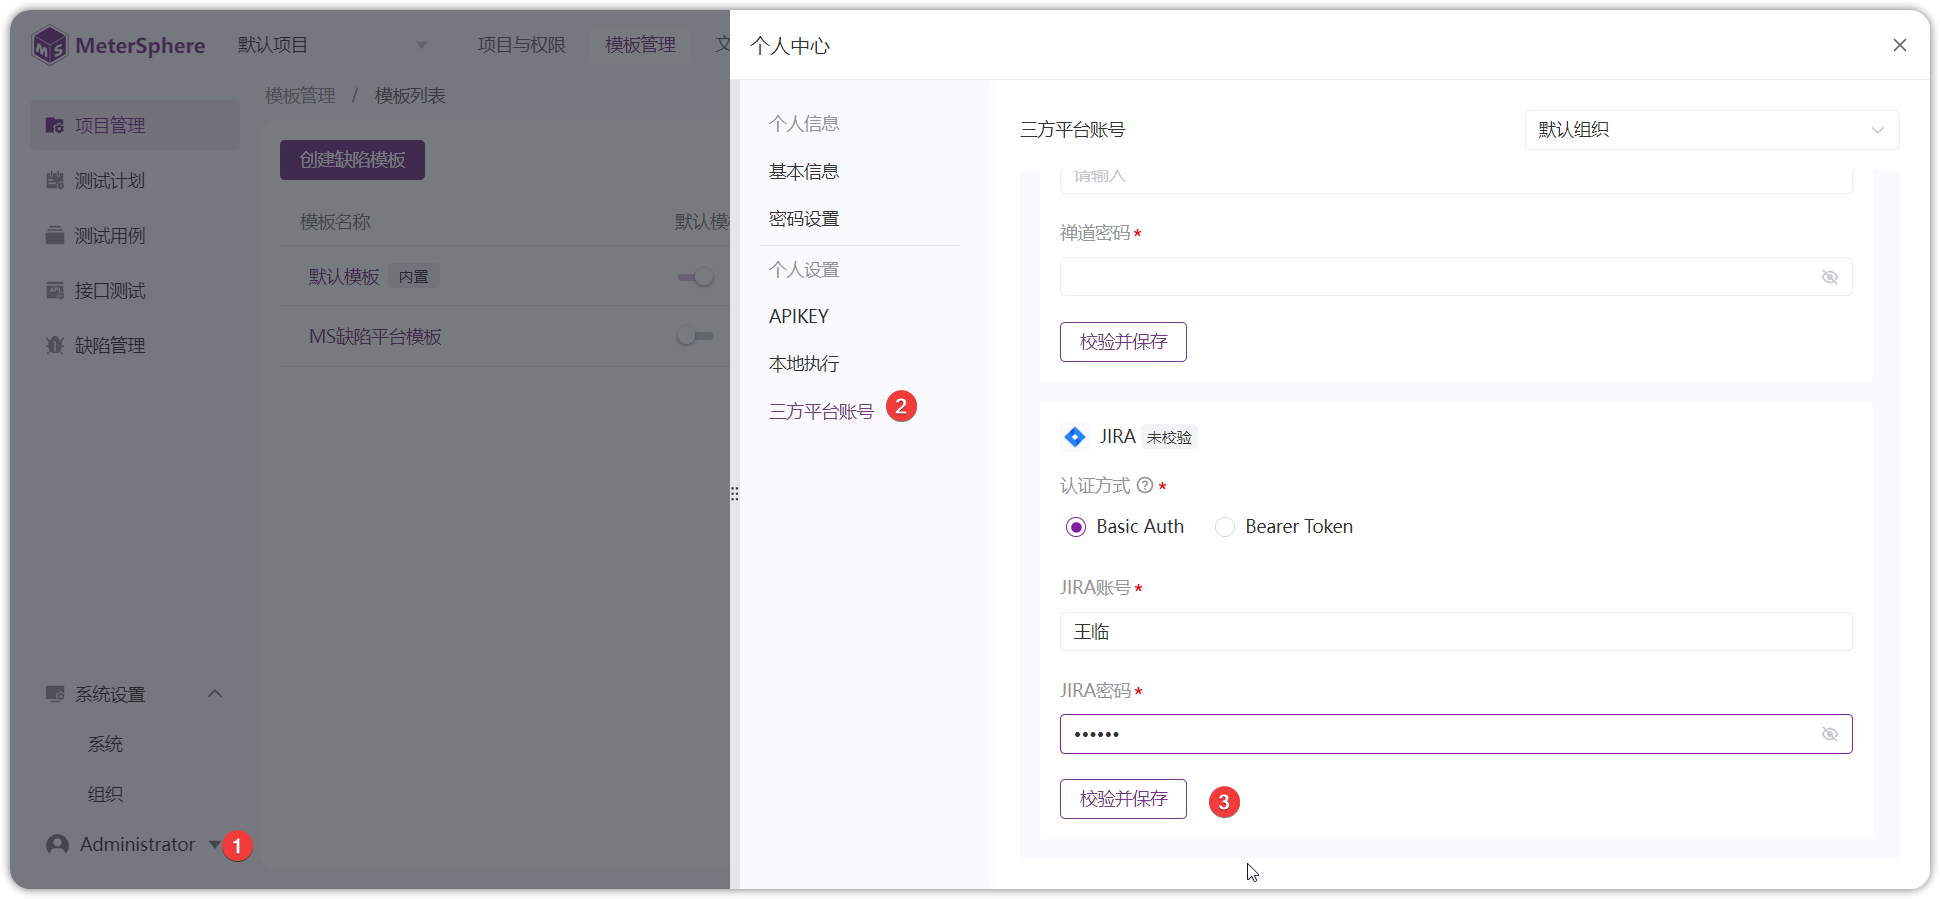 MeterSphere
默认项目
项目与权限
模板管理
模板管理 / 模板列表
项目管理
测试计划
测试用例
接口测试
缺陷管理
创建缺陷模板
模板名称
默认模
默认模板 内置
MS缺陷平台模板
系统设置
系统
组织
Administrator
1
个人中心
个人信息
基本信息
密码设置
个人设置
APIKEY
本地执行
三方平台账号
2
三方平台账号
默认组织
请输入
禅道密码*
校验并保存
JIRA 未校验
认证方式 ? *
Basic Auth
Bearer Token
JIRA账号*
王临
JIRA密码*
••••••
校验并保存
3